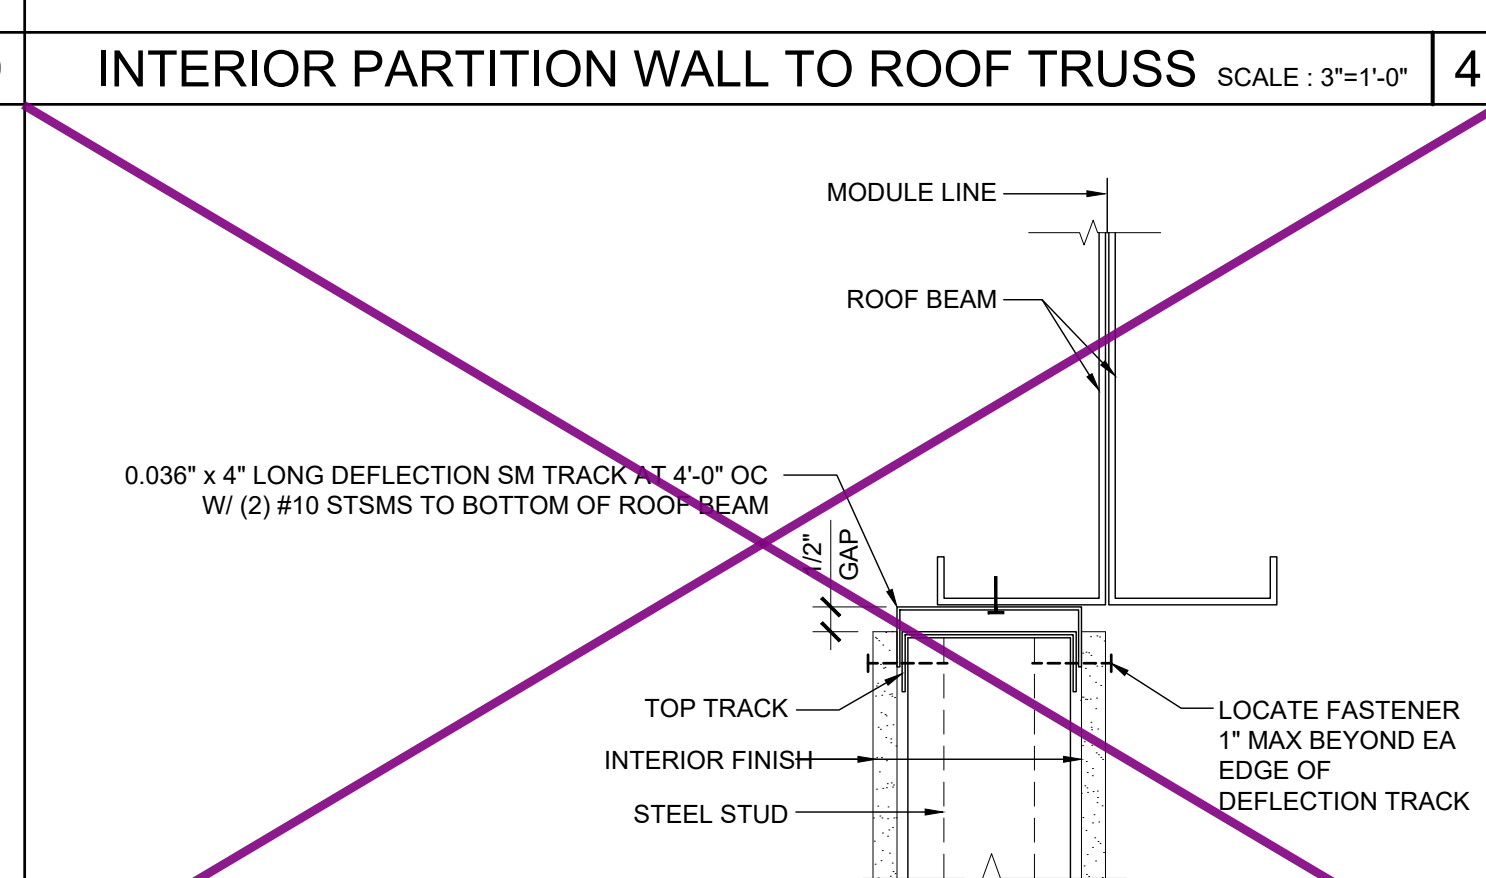 INTERIOR PARTITION WALL TO ROOF TRUSS SCALE : 3"=1'-0" 4
MODULE LINE
ROOF BEAM
0.036" x 4" LONG DEFLECTION SM TRACK AT 4'-0" OC
W/ (2) #10 STSMS TO BOTTOM OF ROOF BEAM
1/2"
GAP
TOP TRACK
INTERIOR FINISH
STEEL STUD
LOCATE FASTENER
1" MAX BEYOND EA
EDGE OF
DEFLECTION TRACK